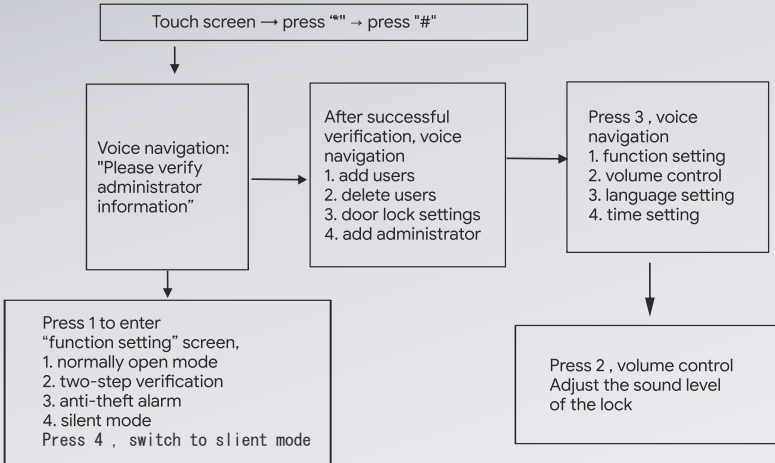 Touch screen → press "*" → press "#"
Voice navigation:
"Please verify
administrator
information”
After successful
verification, voice
navigation
1. add users
2. delete users
3. door lock settings
4. add administrator
Press 3 , voice
navigation
1. function setting
2. volume control
3. language setting
4. time setting
Press 1 to enter
“function setting” screen,
1. normally open mode
2. two-step verification
3. anti-theft alarm
4. silent mode
Press 4 , switch to slient mode
Press 2 , volume control
Adjust the sound level
of the lock